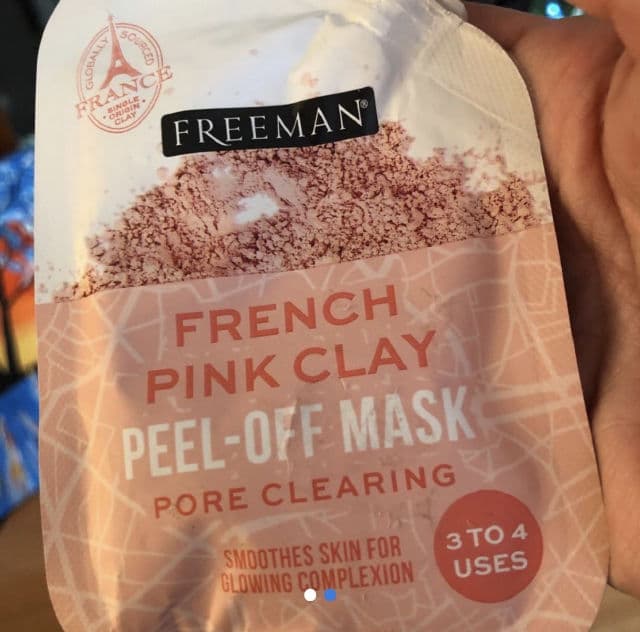 GLOBALLY SOURCED
FRANCE
SINGLE
• ORIGIN •
CLAY
FREEMAN®
FRENCH
PINK CLAY
PEEL-OFF MASK
PORE CLEARING
3 TO 4
USES
SMOOTHES SKIN FOR
GLOWING COMPLEXION